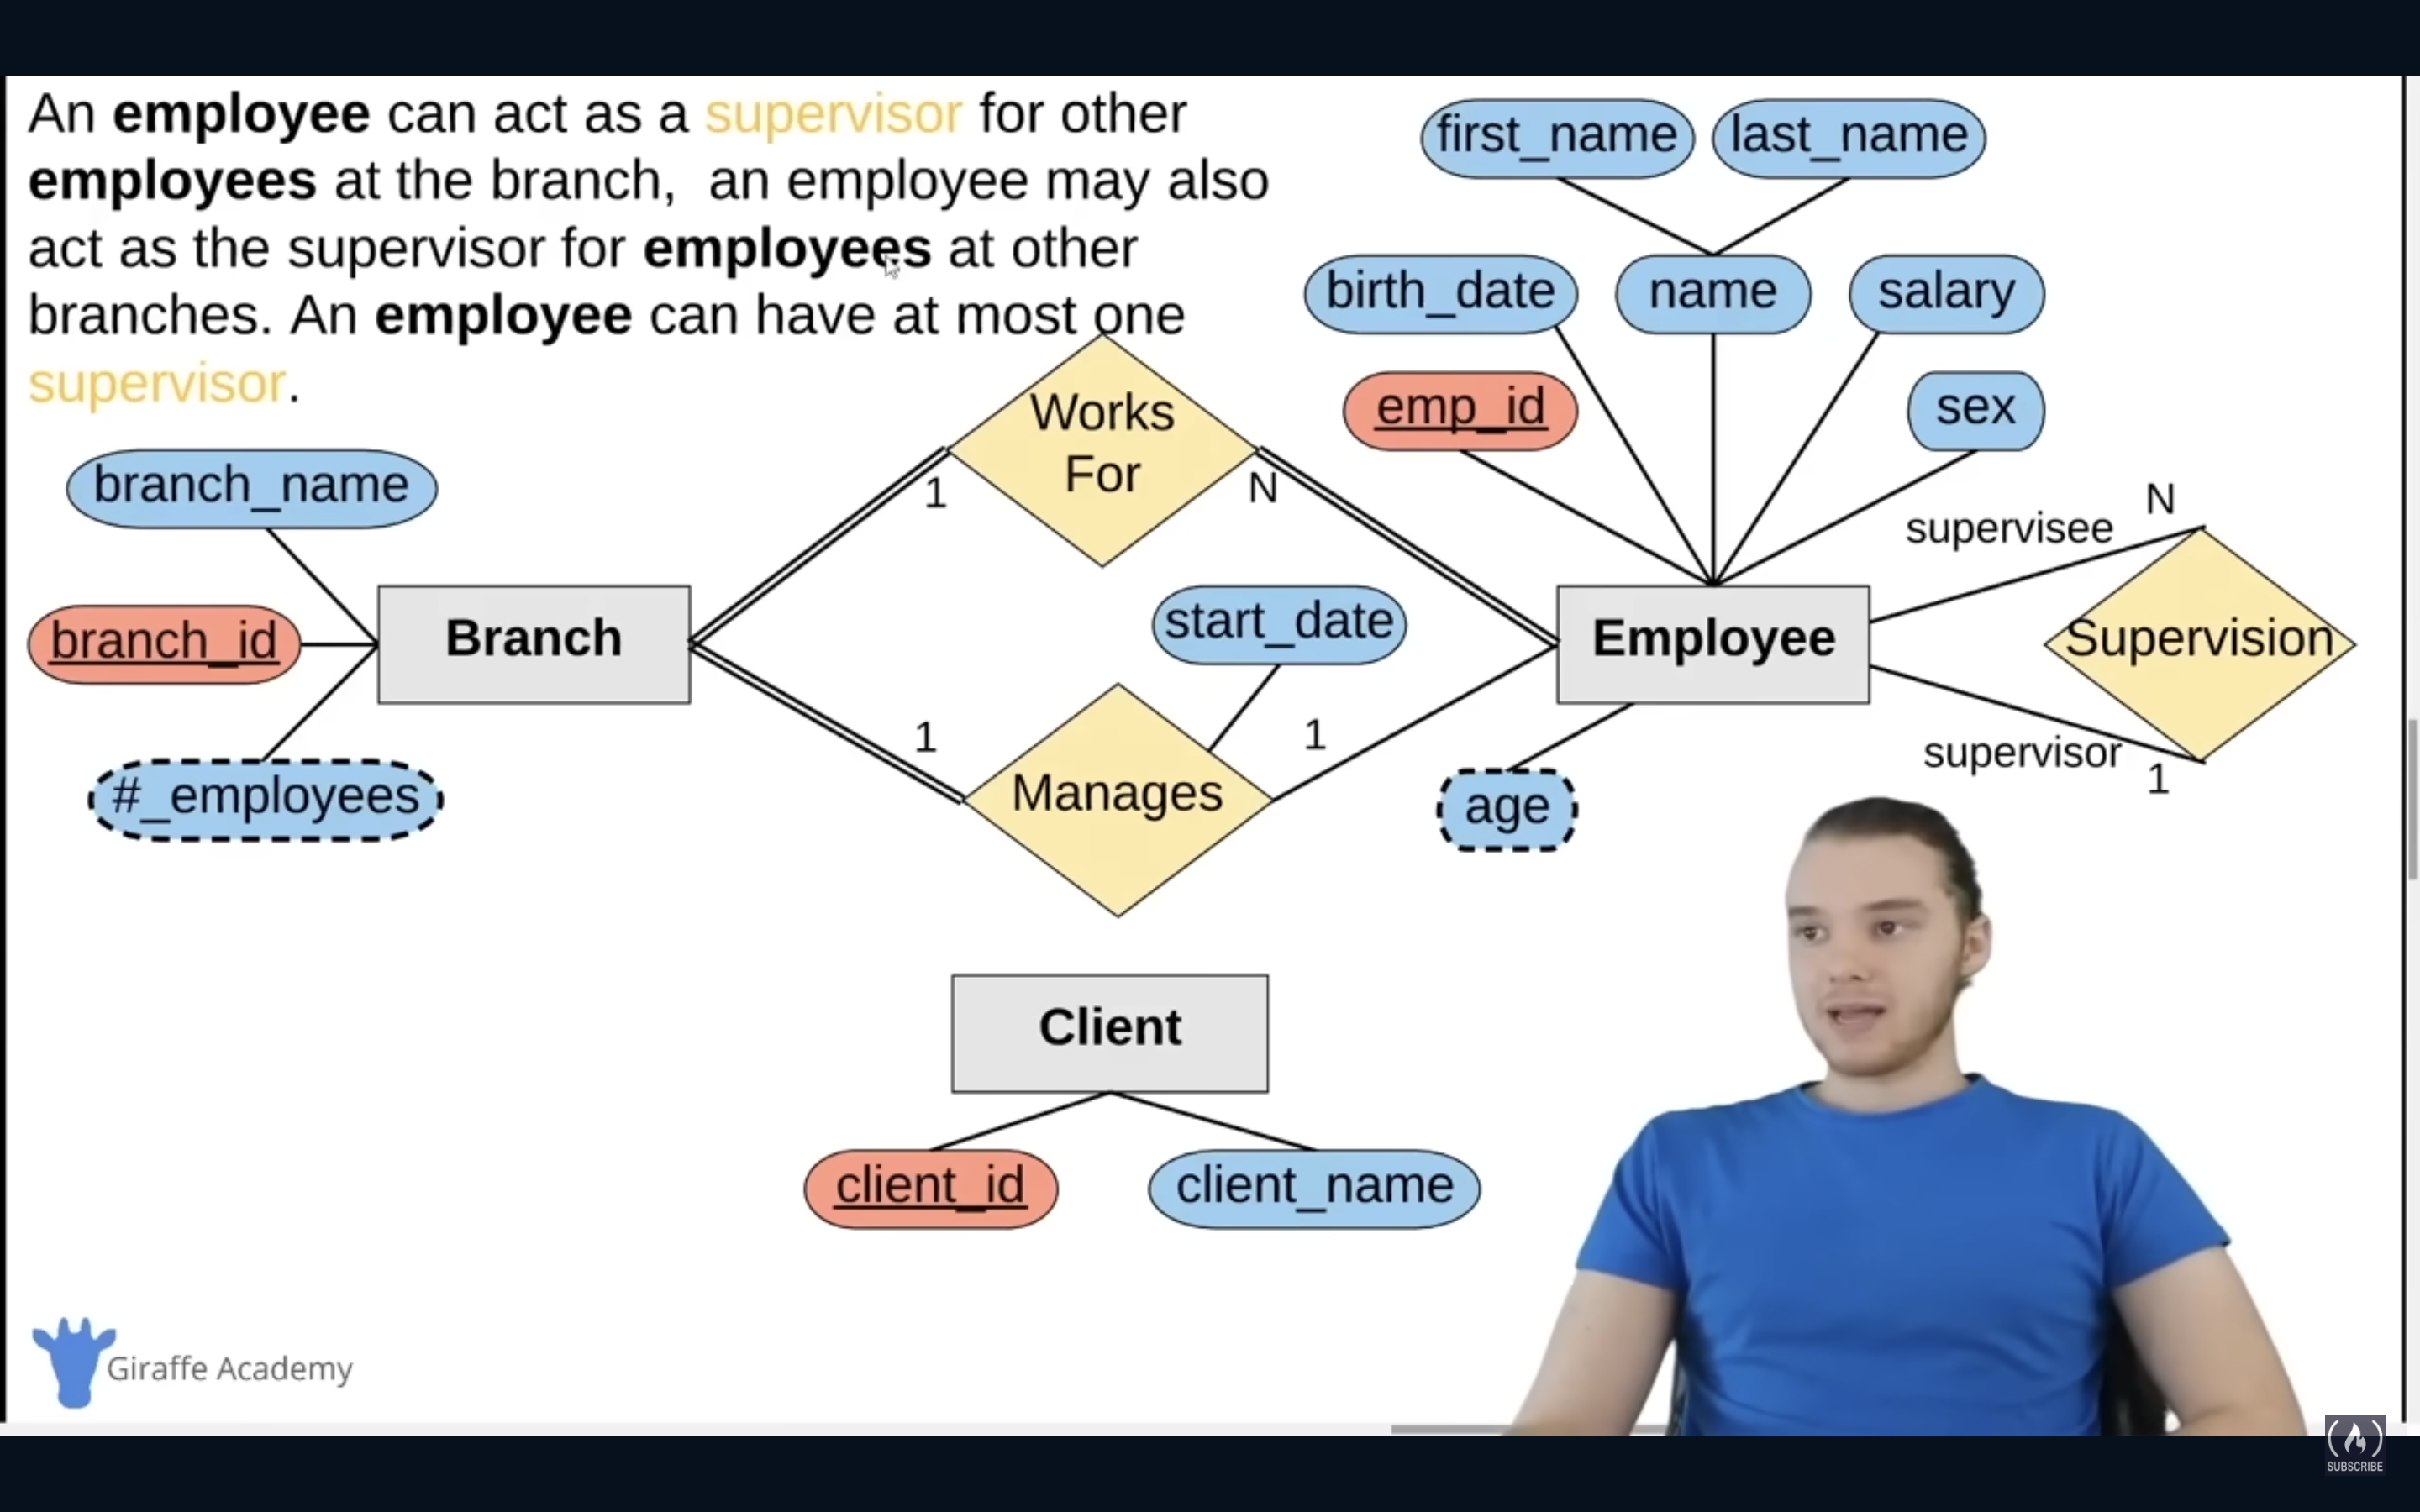 An employee can act as a supervisor for other
employees at the branch,  an employee may also
act as the supervisor for employees at other
branches. An employee can have at most one
supervisor.
first_name
last_name
birth_date
name
salary
emp_id
sex
Works
For
1
N
branch_name
branch_id
#_employees
Branch
start_date
Manages
1
1
Employee
age
supervisee
N
Supervision
supervisor
1
Client
client_id
client_name
Giraffe Academy
SUBSCRIBE